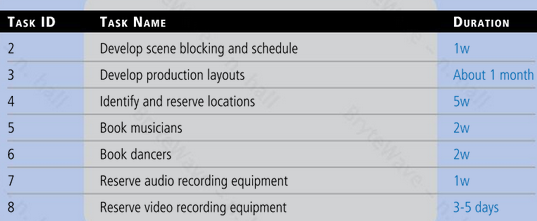 TASK ID TASK NAME DURATION
2 Develop scene blocking and schedule 1w
3 Develop production layouts About 1 month
4 Identify and reserve locations 5w
5 Book musicians 2w
6 Book dancers 2w
7 Reserve audio recording equipment 1w
8 Reserve video recording equipment 3-5 days